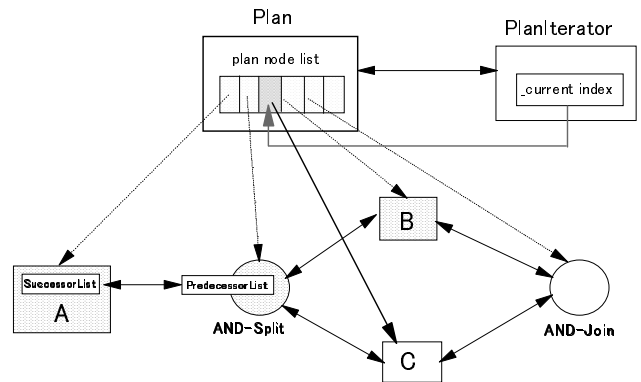 Plan
PlanIterator
plan node list
_current index
B
SuccessorList
PredecessorList
A
AND-Split
AND-Join
C